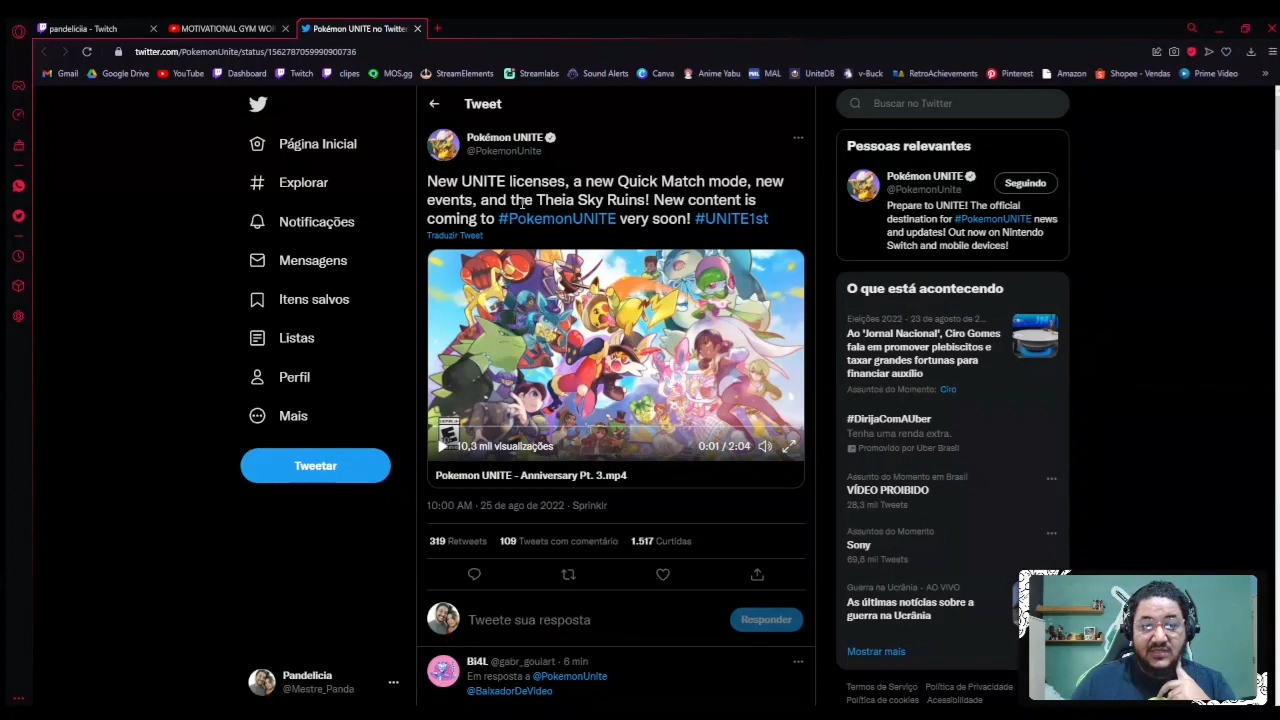 pandeliciia - Twitch
MOTIVATIONAL GYM WO
Pokémon UNITE no Twitte
twitter.com/PokemonUnite/status/1562787059990900736
Gmail
Google Drive
YouTube
Dashboard
Twitch
clipes
MOS.gg
StreamElements
Streamlabs
Sound Alerts
Canva
Anime Yabu
MAL
UniteDB
v-Buck
RetroAchievements
Pinterest
Amazon
Shopee - Vendas
Prime Video
Página Inicial
Explorar
Notificações
Mensagens
Itens salvos
Listas
Perfil
Mais
Tweetar
Pandelicia
@Mestre_Panda
Tweet
Pokémon UNITE
@PokemonUnite
New UNITE licenses, a new Quick Match mode, new
events, and the Theia Sky Ruins! New content is
coming to #PokemonUNITE very soon! #UNITE1st
Traduzir Tweet
10,3 mil visualizações
0:01 / 2:04
Pokemon UNITE - Anniversary Pt. 3.mp4
10:00 AM · 25 de ago de 2022 · Sprinklr
319 Retweets 109 Tweets com comentário 1.517 Curtidas
Tweete sua resposta
Responder
Bi4L @gabr_goulart · 6 min
Em resposta a @PokemonUnite
@BaixadorDeVideo
Buscar no Twitter
Pessoas relevantes
Pokémon UNITE
@PokemonUnite
Seguindo
Prepare to UNITE! The official
destination for #PokemonUNITE news
and updates! Out now on Nintendo
Switch and mobile devices!
O que está acontecendo
Eleições 2022 · 23 de agosto de 2...
Ao 'Jornal Nacional', Ciro Gomes
fala em promover plebiscitos e
taxar grandes fortunas para
financiar auxílio
Assuntos do Momento: Ciro
#DirijaComAUber
Tenha uma renda extra.
Promovido por Uber Brasil
Assunto do Momento em Brasil
VÍDEO PROIBIDO
28,3 mil Tweets
Assuntos do Momento
Sony
69,6 mil Tweets
Guerra na Ucrânia · AO VIVO
As últimas notícias sobre a
guerra na Ucrânia
Mostrar mais
Termos de Serviço Política de Privacidade
Política de cookies Acessibilidade